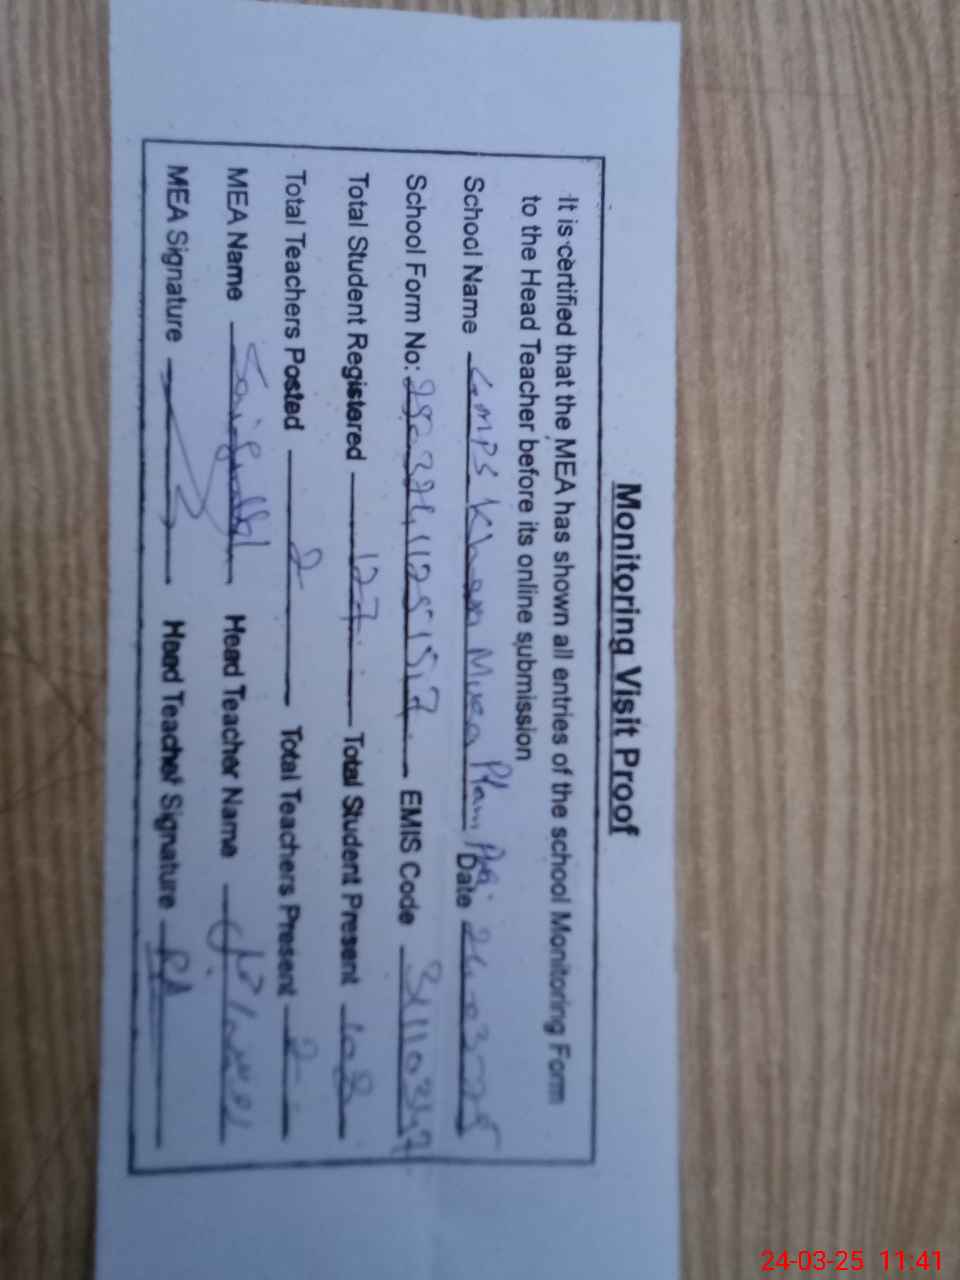 Monitoring Visit Proof
It is certified that the MEA has shown all entries of the school Monitoring Form
to the Head Teacher before its online submission
School Name GMPS Khem Date 24-03-25
School Form No: EMIS Code
Total Student Registered 127 Total Student Present 108
Total Teachers Posted 2 Total Teachers Present 2
MEA Name Saifullah Head Teacher Name
MEA Signature Head Teacher Signature
24-03-25 11:41